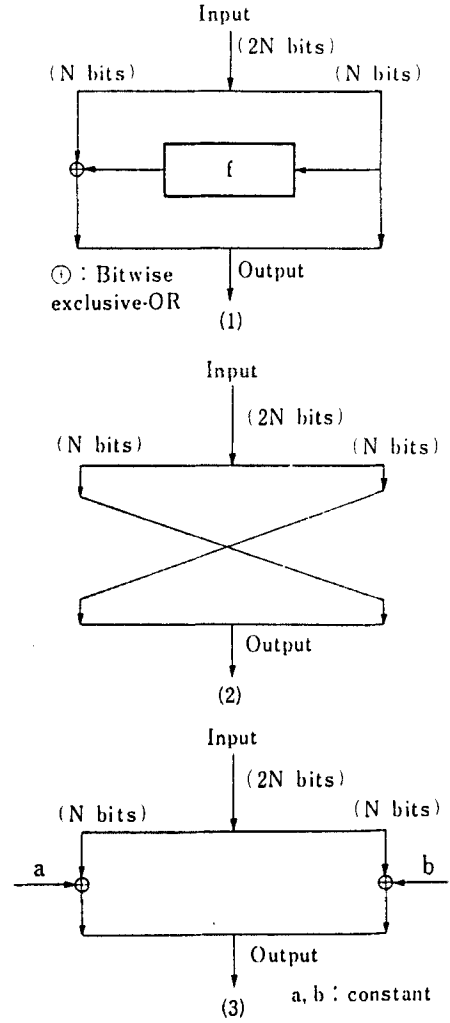 Input
(2N bits)
(N bits) (N bits)
f
⊕ : Bitwise
exclusive-OR
Output
(1)
Input
(2N bits)
(N bits) (N bits)
Output
(2)
Input
(2N bits)
(N bits) (N bits)
a b
Output
a, b : constant
(3)